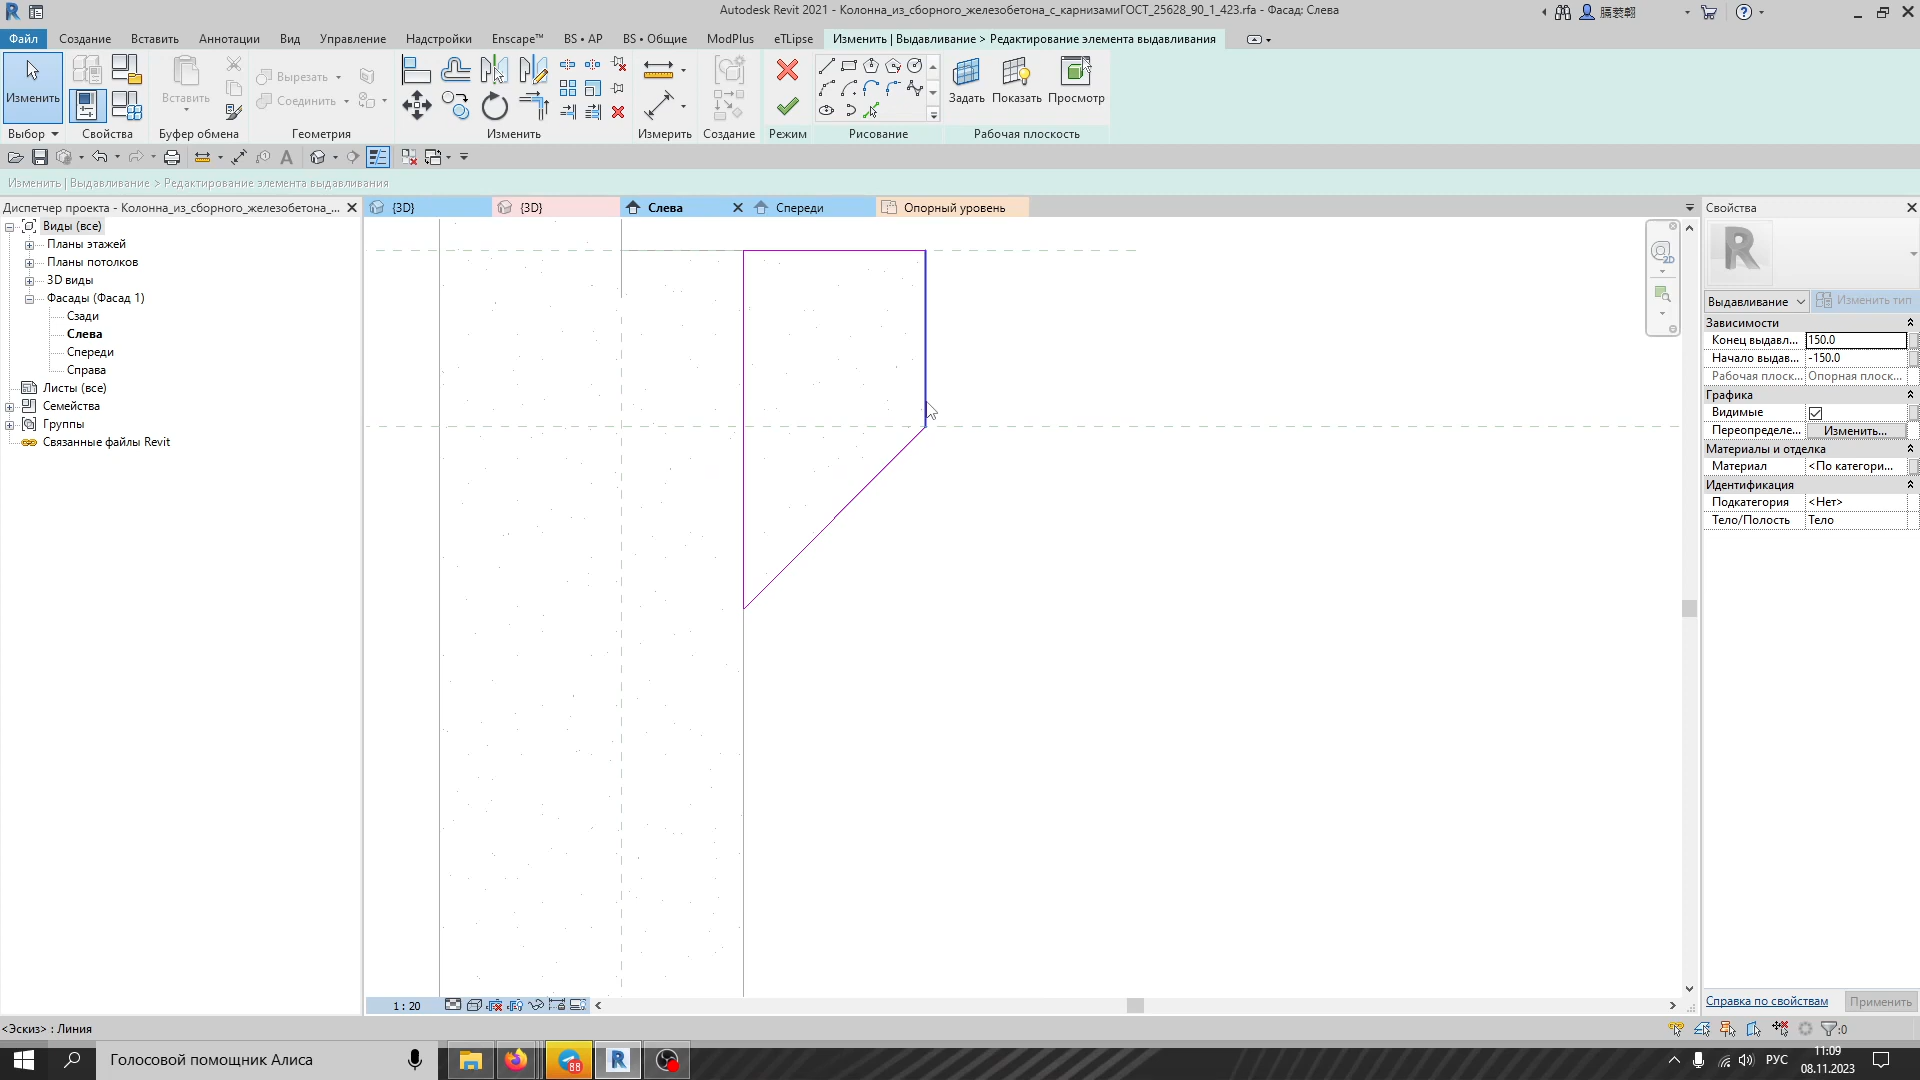 Autodesk Revit 2021 - Колонна_из_сборного_железобетона_с_карнизамиГОСТ_25628_90_1_423.rfa - Фасад: Слева
Файл
Создание
Вставить
Аннотации
Вид
Управление
Надстройки
Enscape™
BS • АР
BS • Общие
ModPlus
eTLipse
Изменить | Выдавливание > Редактирование элемента выдавливания
Изменить
Вставить
Вырезать
Соединить
Задать
Показать
Просмотр
Выбор
Свойства
Буфер обмена
Геометрия
Изменить
Измерить
Создание
Режим
Рисование
Рабочая плоскость
Изменить | Выдавливание > Редактирование элемента выдавливания
Диспетчер проекта - Колонна_из_сборного_железобетона_...
{3D}
{3D}
Слева
Спереди
Опорный уровень
Виды (все)
Планы этажей
Планы потолков
3D виды
Фасады (Фасад 1)
Сзади
Слева
Спереди
Справа
Листы (все)
Семейства
Группы
Связанные файлы Revit
2D
Свойства
R
Выдавливание
Изменить тип
Зависимости
Конец выдавл...
150.0
Начало выдав...
-150.0
Рабочая плоск...
Опорная плоск...
Графика
Видимые
Переопределе...
Изменить...
Материалы и отделка
Материал
<По категори...
Идентификация
Подкатегория
<Нет>
Тело/Полость
Тело
1 : 20
Справка по свойствам
Применить
<Эскиз> : Линия
:0
Голосовой помощник Алиса
88
R
РУС
11:09
08.11.2023